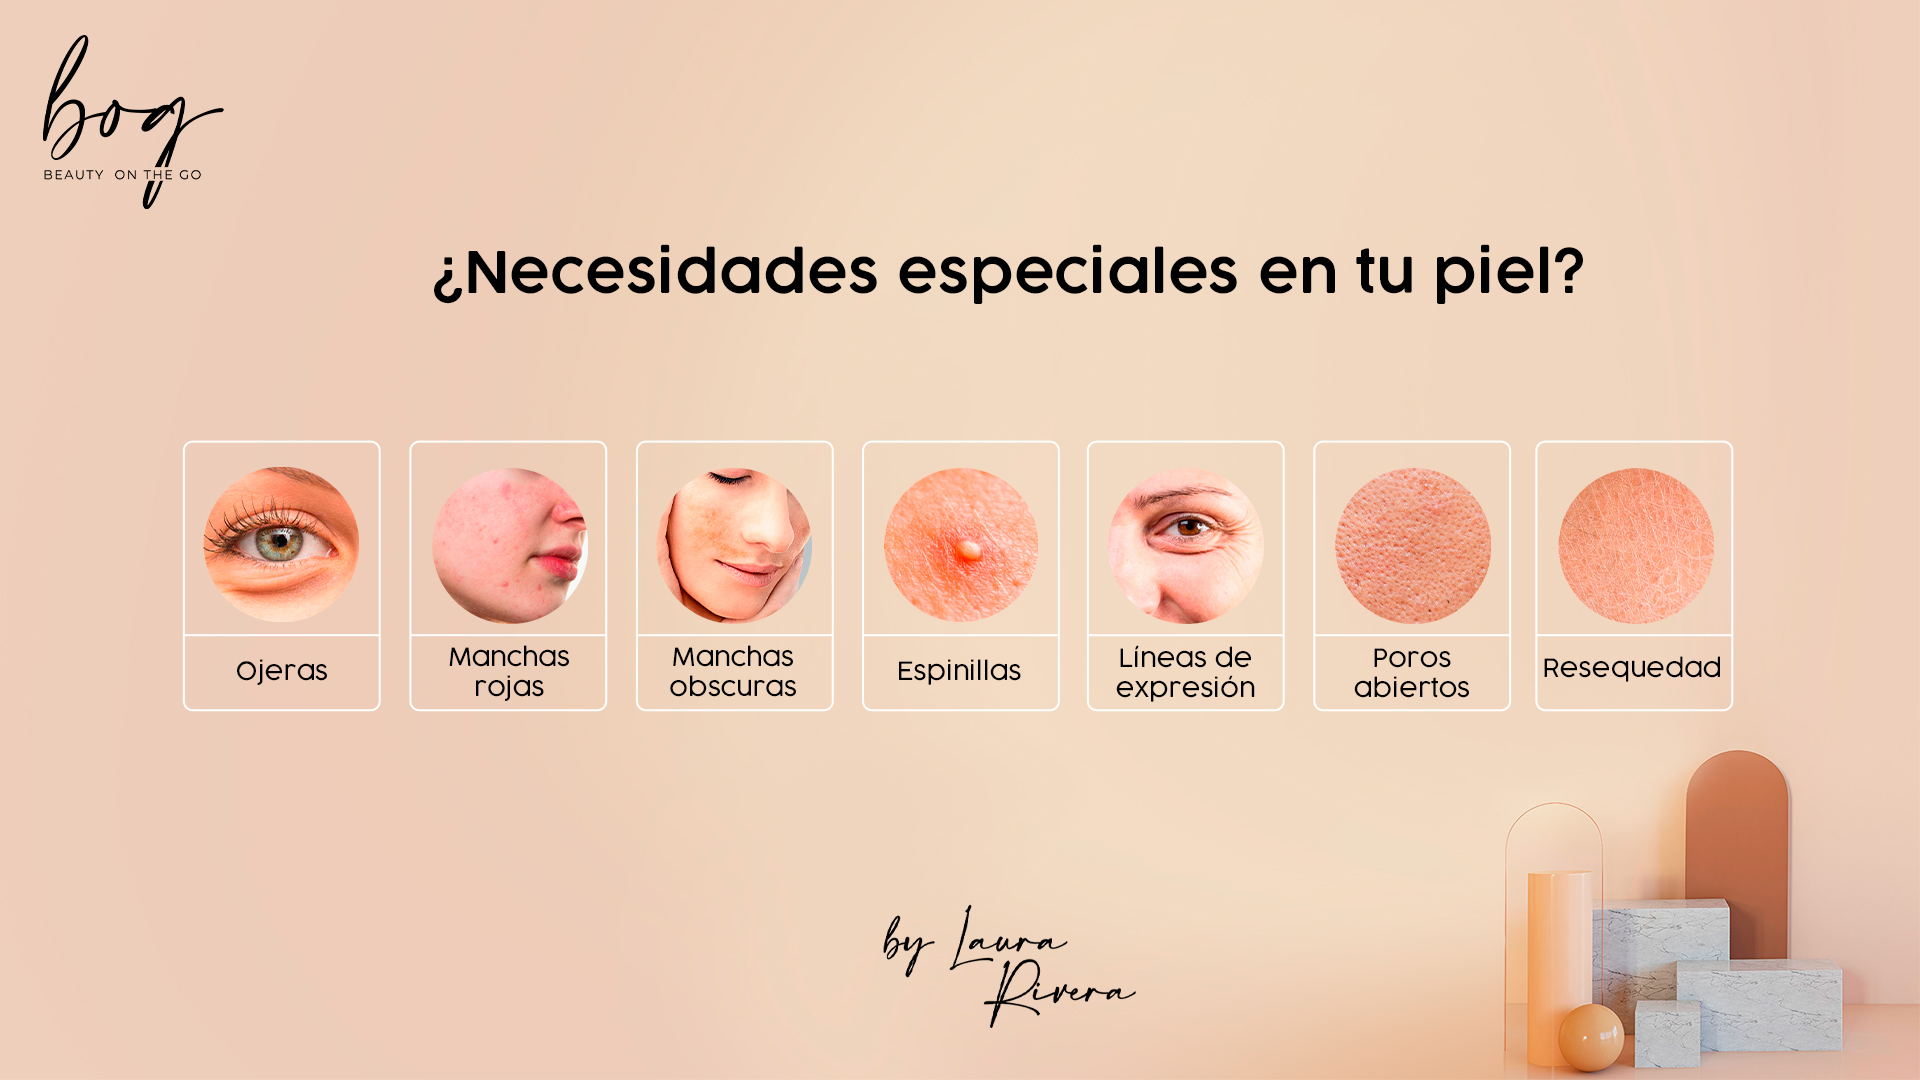 bog
BEAUTY ON THE GO
¿Necesidades especiales en tu piel?
Ojeras
Manchas
rojas
Manchas
obscuras
Espinillas
Líneas de
expresión
Poros
abiertos
Resequedad
by Laura
Rivera